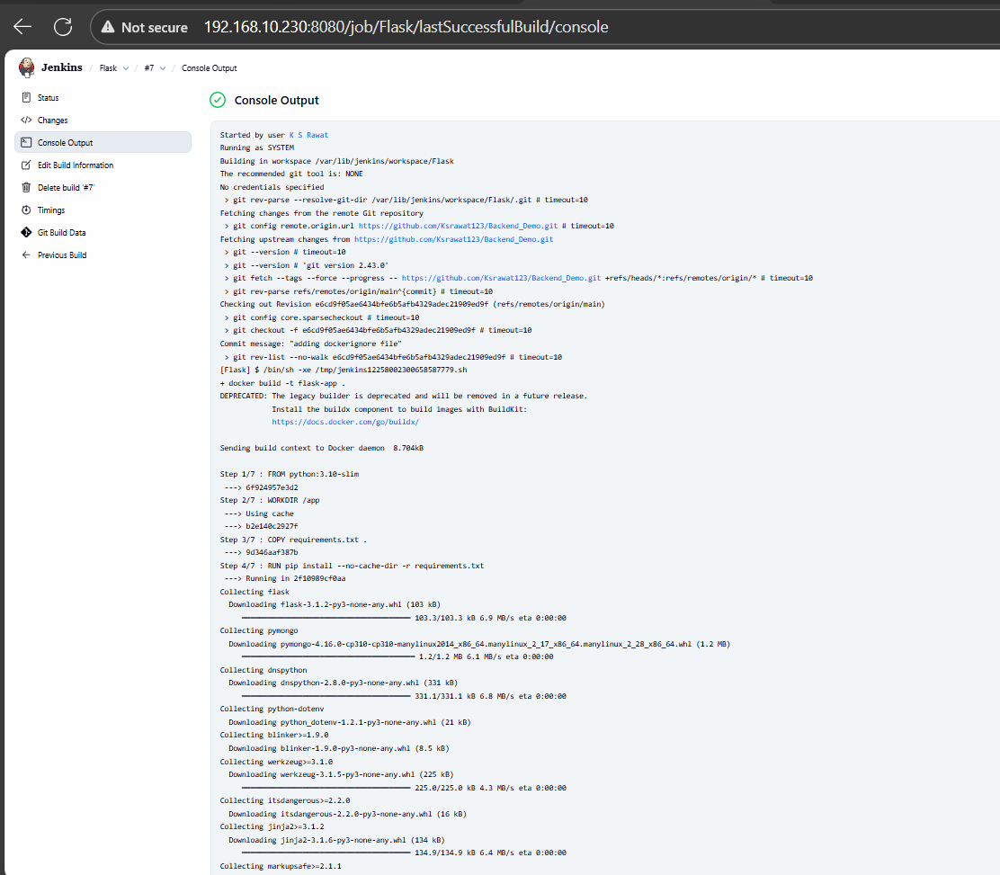 Not secure 192.168.10.230:8080/job/Flask/lastSuccessfulBuild/console
Jenkins / Flask / #7 / Console Output
Status
Changes
Console Output
Edit Build Information
Delete build '#7'
Timings
Git Build Data
Previous Build
Console Output
Started by user K S Rawat
Running as SYSTEM
Building in workspace /var/lib/jenkins/workspace/Flask
The recommended git tool is: NONE
No credentials specified
 > git rev-parse --resolve-git-dir /var/lib/jenkins/workspace/Flask/.git # timeout=10
Fetching changes from the remote Git repository
 > git config remote.origin.url https://github.com/Ksrawat123/Backend_Demo.git # timeout=10
Fetching upstream changes from https://github.com/Ksrawat123/Backend_Demo.git
 > git --version # timeout=10
 > git --version # 'git version 2.43.0'
 > git fetch --tags --force --progress -- https://github.com/Ksrawat123/Backend_Demo.git +refs/heads/*:refs/remotes/origin/* # timeout=10
 > git rev-parse refs/remotes/origin/main^{commit} # timeout=10
Checking out Revision e6cd9f05ae6434bfe6b5afb4329adec21909ed9f (refs/remotes/origin/main)
 > git config core.sparsecheckout # timeout=10
 > git checkout -f e6cd9f05ae6434bfe6b5afb4329adec21909ed9f # timeout=10
Commit message: "adding dockerignore file"
 > git rev-list --no-walk e6cd9f05ae6434bfe6b5afb4329adec21909ed9f # timeout=10
[Flask] $ /bin/sh -xe /tmp/jenkins12258002300658587779.sh
+ docker build -t flask-app .
DEPRECATED: The legacy builder is deprecated and will be removed in a future release.
            Install the buildx component to build images with BuildKit:
            https://docs.docker.com/go/buildx/
Sending build context to Docker daemon  8.704kB
Step 1/7 : FROM python:3.10-slim
 ---> 6f924957e3d2
Step 2/7 : WORKDIR /app
 ---> Using cache
 ---> b2e140c2927f
Step 3/7 : COPY requirements.txt .
 ---> 9d346aaf387b
Step 4/7 : RUN pip install --no-cache-dir -r requirements.txt
 ---> Running in 2f10989cf0aa
Collecting flask
  Downloading flask-3.1.2-py3-none-any.whl (103 kB)
103.3/103.3 kB 6.9 MB/s eta 0:00:00
Collecting pymongo
  Downloading pymongo-4.16.0-cp310-cp310-manylinux2014_x86_64.manylinux_2_17_x86_64.manylinux_2_28_x86_64.whl (1.2 MB)
1.2/1.2 MB 6.1 MB/s eta 0:00:00
Collecting dnspython
  Downloading dnspython-2.8.0-py3-none-any.whl (331 kB)
331.1/331.1 kB 6.8 MB/s eta 0:00:00
Collecting python-dotenv
  Downloading python_dotenv-1.2.1-py3-none-any.whl (21 kB)
Collecting blinker>=1.9.0
  Downloading blinker-1.9.0-py3-none-any.whl (8.5 kB)
Collecting werkzeug>=3.1.0
  Downloading werkzeug-3.1.5-py3-none-any.whl (225 kB)
225.0/225.0 kB 4.3 MB/s eta 0:00:00
Collecting itsdangerous>=2.2.0
  Downloading itsdangerous-2.2.0-py3-none-any.whl (16 kB)
Collecting jinja2>=3.1.2
  Downloading jinja2-3.1.6-py3-none-any.whl (134 kB)
134.9/134.9 kB 6.4 MB/s eta 0:00:00
Collecting markupsafe>=2.1.1